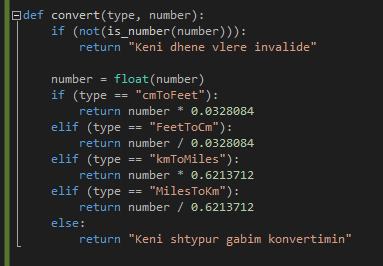 def convert(type, number):
    if (not(is_number(number))):
        return "Keni dhene vlere invalide"

    number = float(number)
    if (type == "cmToFeet"):
        return number * 0.0328084
    elif (type == "FeetToCm"):
        return number / 0.0328084
    elif (type == "kmToMiles"):
        return number * 0.6213712
    elif (type == "MilesToKm"):
        return number / 0.6213712
    else:
        return "Keni shtypur gabim konvertimin"